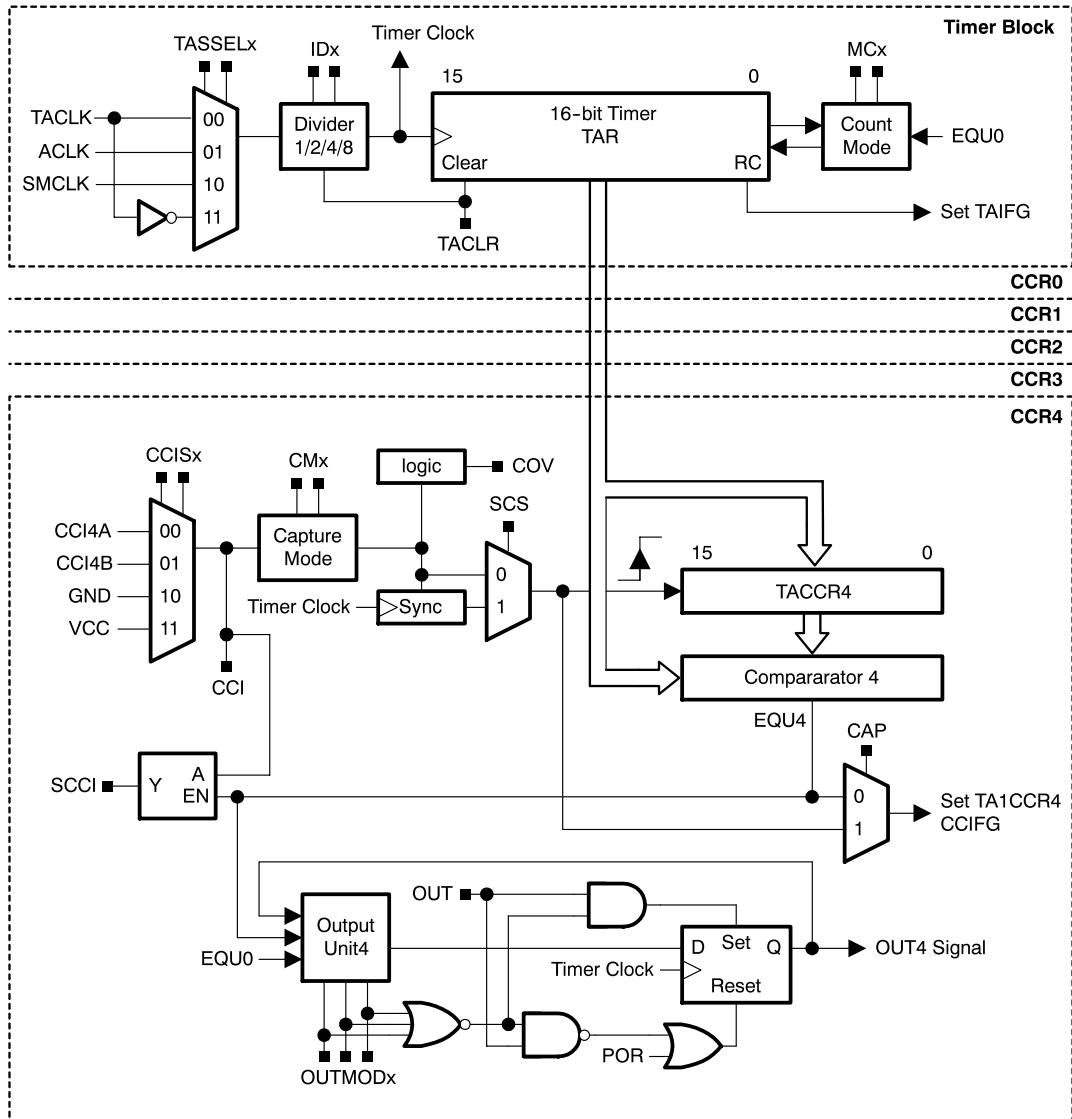 Timer Block
Timer Clock
TASSELx
IDx
MCx
15
0
TACLK
00
Divider
1/2/4/8
16-bit Timer
TAR
Count
Mode
EQU0
ACLK
01
SMCLK
10
Clear
RC
11
TACLR
Set TAIFG
CCR0
CCR1
CCR2
CCR3
CCR4
CCISx
CMx
logic
COV
SCS
CCI4A
00
Capture
Mode
15
0
CCI4B
01
0
TACCR4
GND
10
Timer Clock
Sync
1
VCC
11
CCI
Compararator 4
EQU4
CAP
SCCI
Y
A
EN
0
Set TA1CCR4
CCIFG
1
OUT
Output
Unit4
D
Set
Q
OUT4 Signal
EQU0
Timer Clock
Reset
POR
OUTMODx